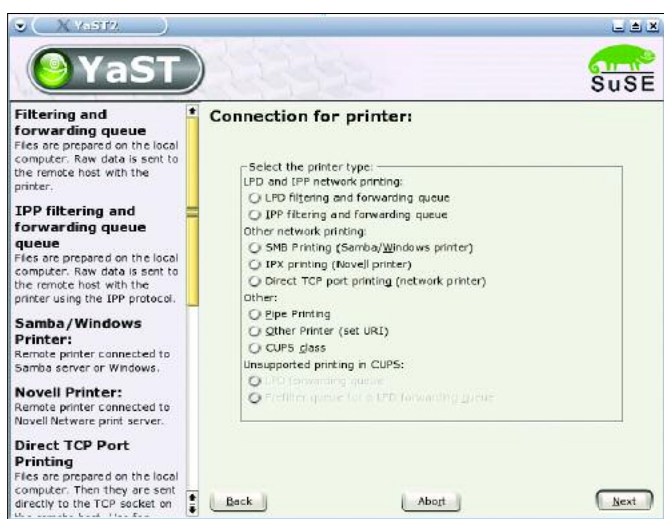 YaST2
YaST
SuSE
Filtering and
forwarding queue
Files are prepared on the local
computer. Raw data is sent to
the remote host with the
printer.
IPP filtering and
forwarding queue
queue
Files are prepared on the local
computer. Raw data is sent to
the remote host with the
printer using the IPP protocol.
Samba/Windows
Printer:
Remote printer connected to
Samba server or Windows.
Novell Printer:
Remote printer connected to
Novell Netware print server.
Direct TCP Port
Printing
Files are prepared on the local
computer. Then they are sent
directly to the TCP socket on
Connection for printer:
Select the printer type:
LPD and IPP network printing:
LPD filtering and forwarding queue
IPP filtering and forwarding queue
Other network printing:
SMB Printing (Samba/Windows printer)
IPX printing (Novell printer)
Direct TCP port printing (network printer)
Other:
Pipe Printing
Other Printer (set URI)
CUPS class
Unsupported printing in CUPS:
LPD forwarding queue
Prefilter queue for a LPD forwarding queue
Back
Abort
Next